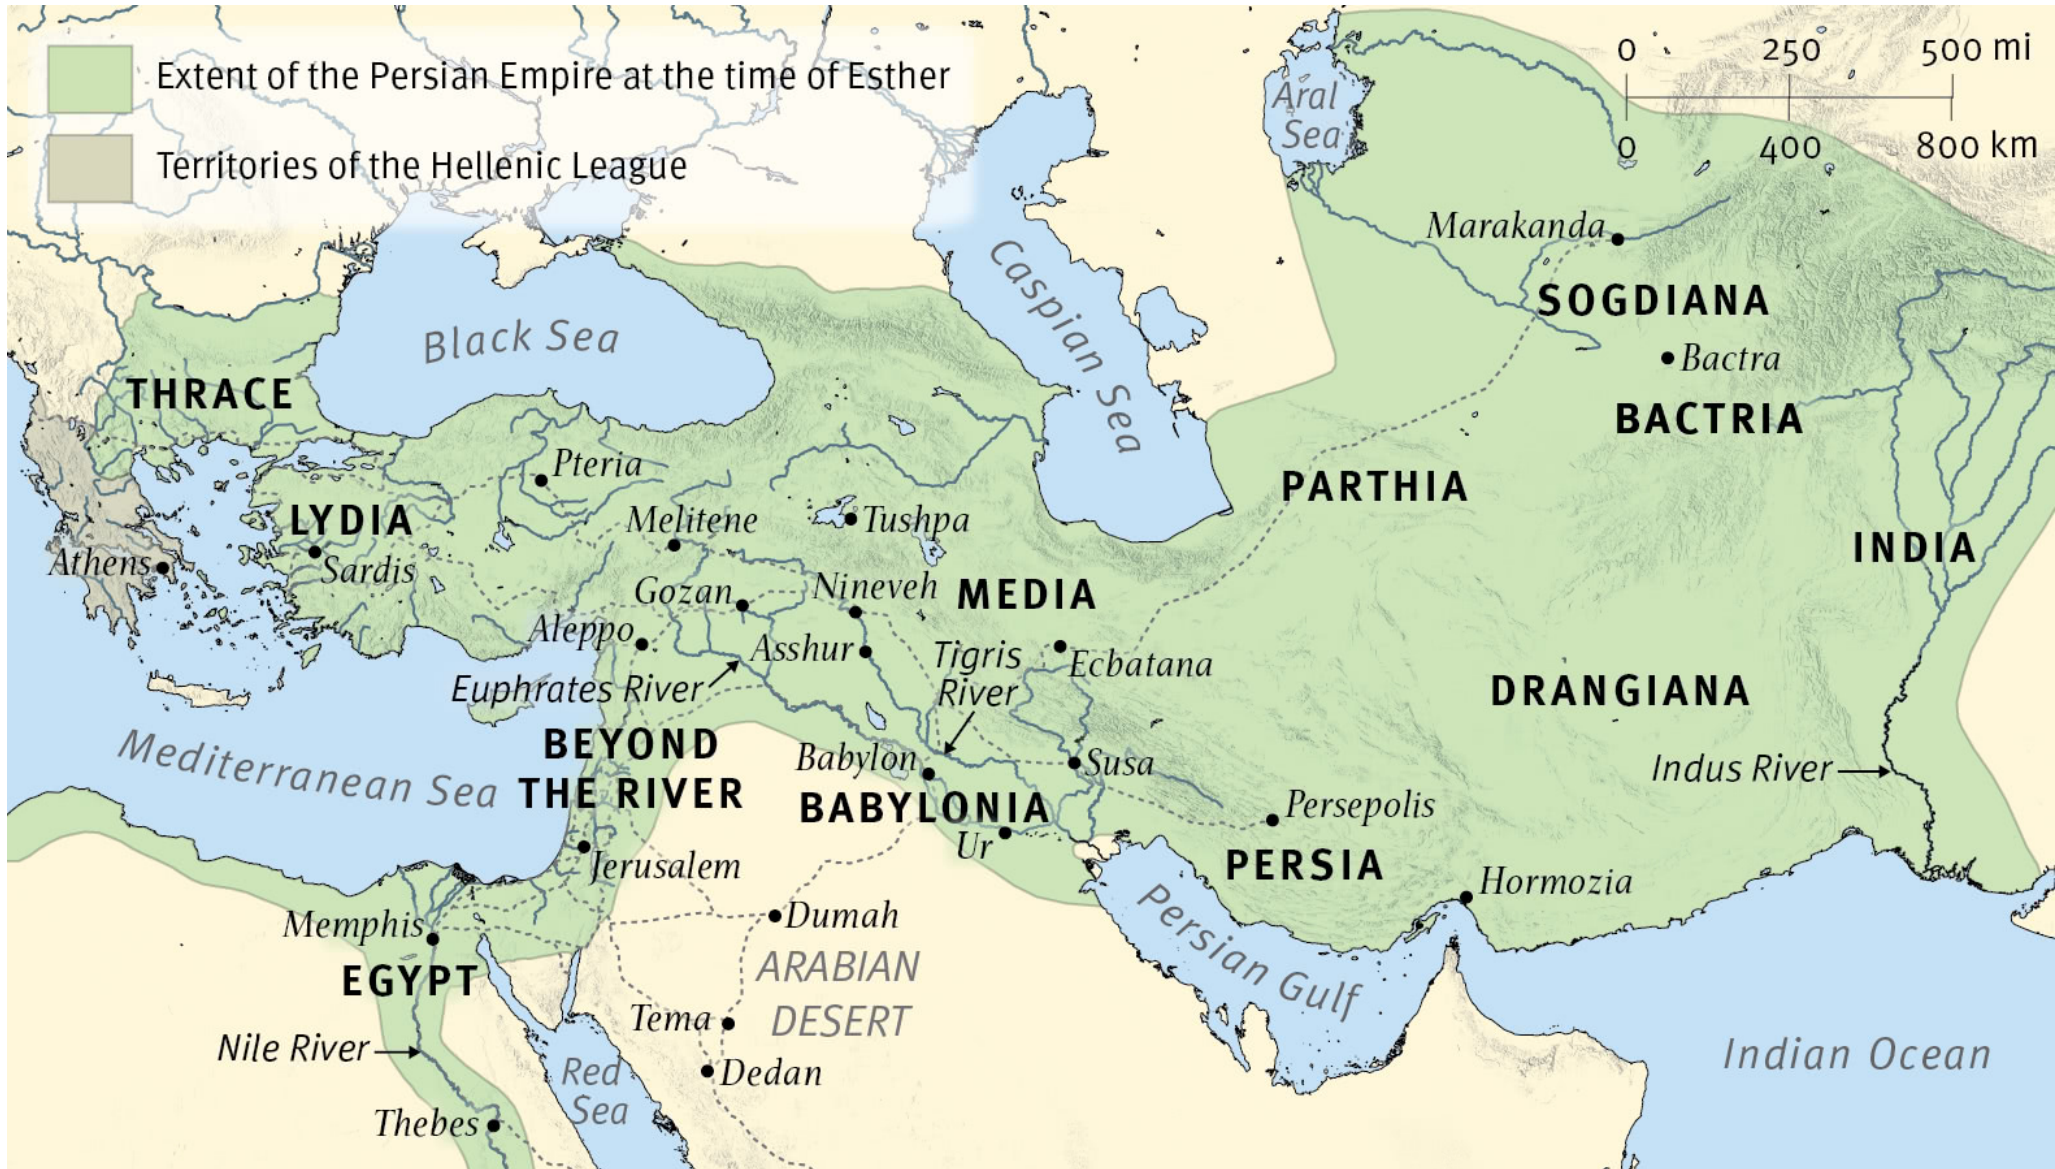 Extent of the Persian Empire at the time of Esther
Territories of the Hellenic League
0 250 500 mi
0 400 800 km
Aral
Sea
Marakanda
SOGDIANA
Caspian Sea
Black Sea
Bactra
THRACE
BACTRIA
Pteria
PARTHIA
LYDIA
Melitene
Tushpa
INDIA
Athens
Sardis
Gozan
Nineveh
MEDIA
Aleppo
Asshur
Tigris
River
Ecbatana
Euphrates River
DRANGIANA
BEYOND
THE RIVER
Mediterranean Sea
Babylon
Susa
Indus River
BABYLONIA
Persepolis
Ur
Jerusalem
PERSIA
Hormozia
Memphis
Dumah
Persian Gulf
EGYPT
ARABIAN
DESERT
Tema
Nile River
Indian Ocean
Red
Sea
Dedan
Thebes